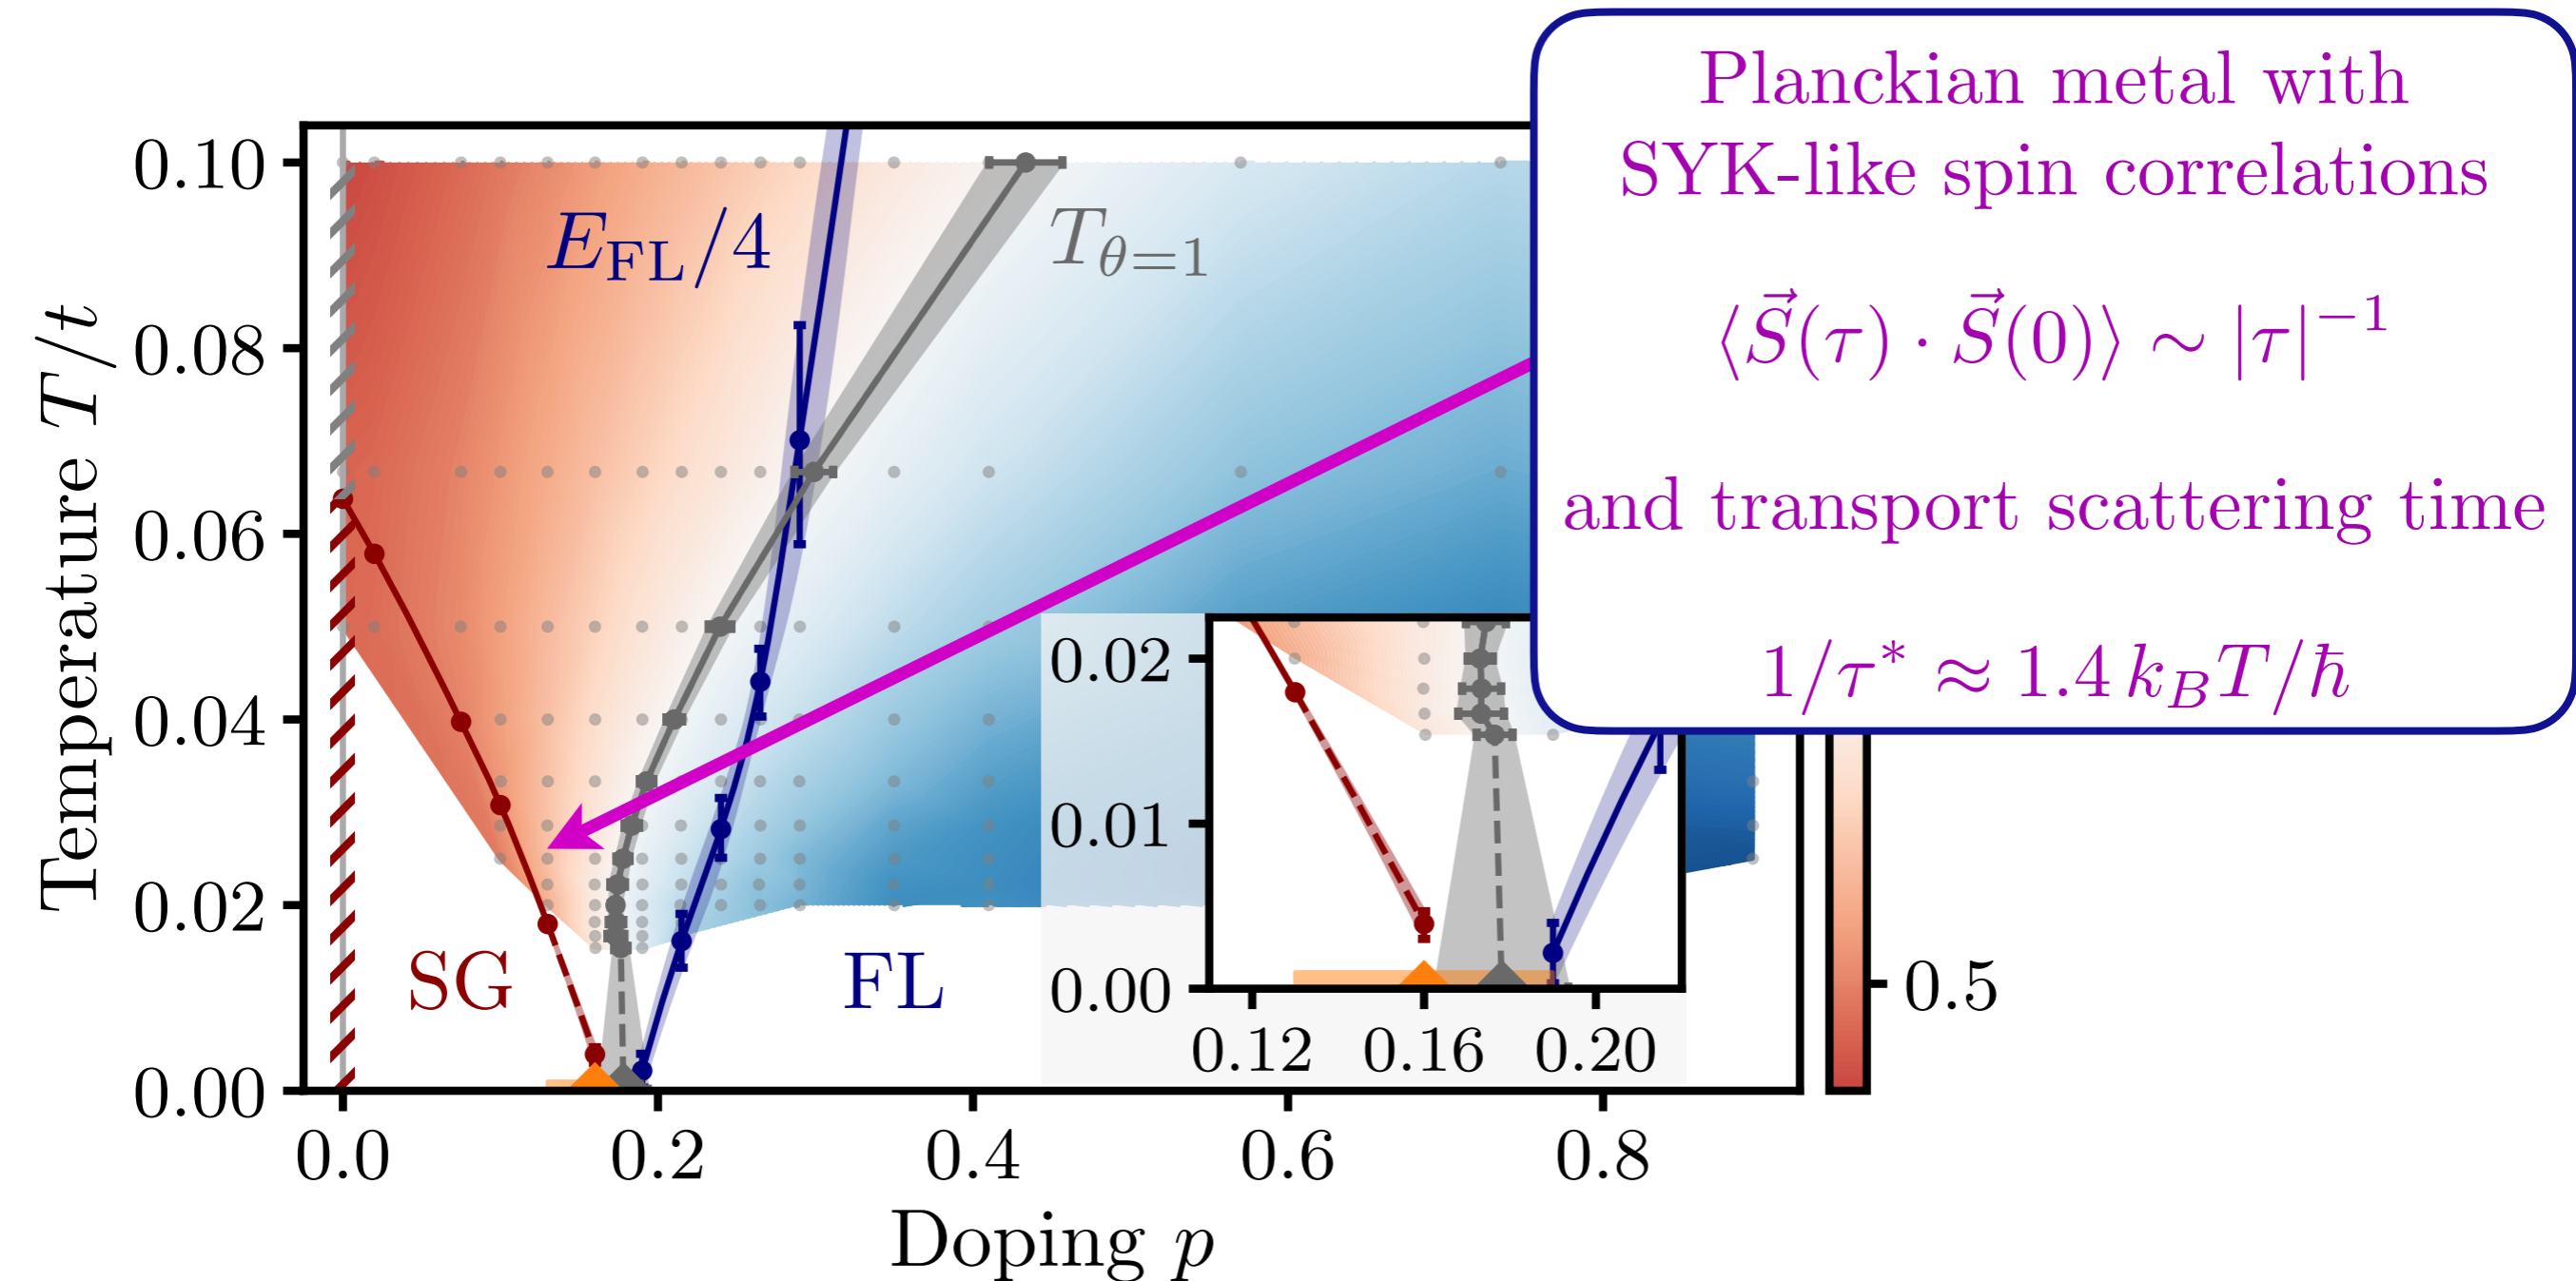 Planckian metal with
SYK-like spin correlations
⟨S⃗(τ) · S⃗(0)⟩ ∼ |τ|⁻¹
and transport scattering time
1/τ* ≈ 1.4 k_BT/ħ
E_FL/4
T_θ=1
SG
FL
Temperature T/t
0.10
0.08
0.06
0.04
0.02
0.00
0.0 0.2 0.4 0.6 0.8
Doping p
0.02
0.01
0.00
0.12 0.16 0.20
0.5